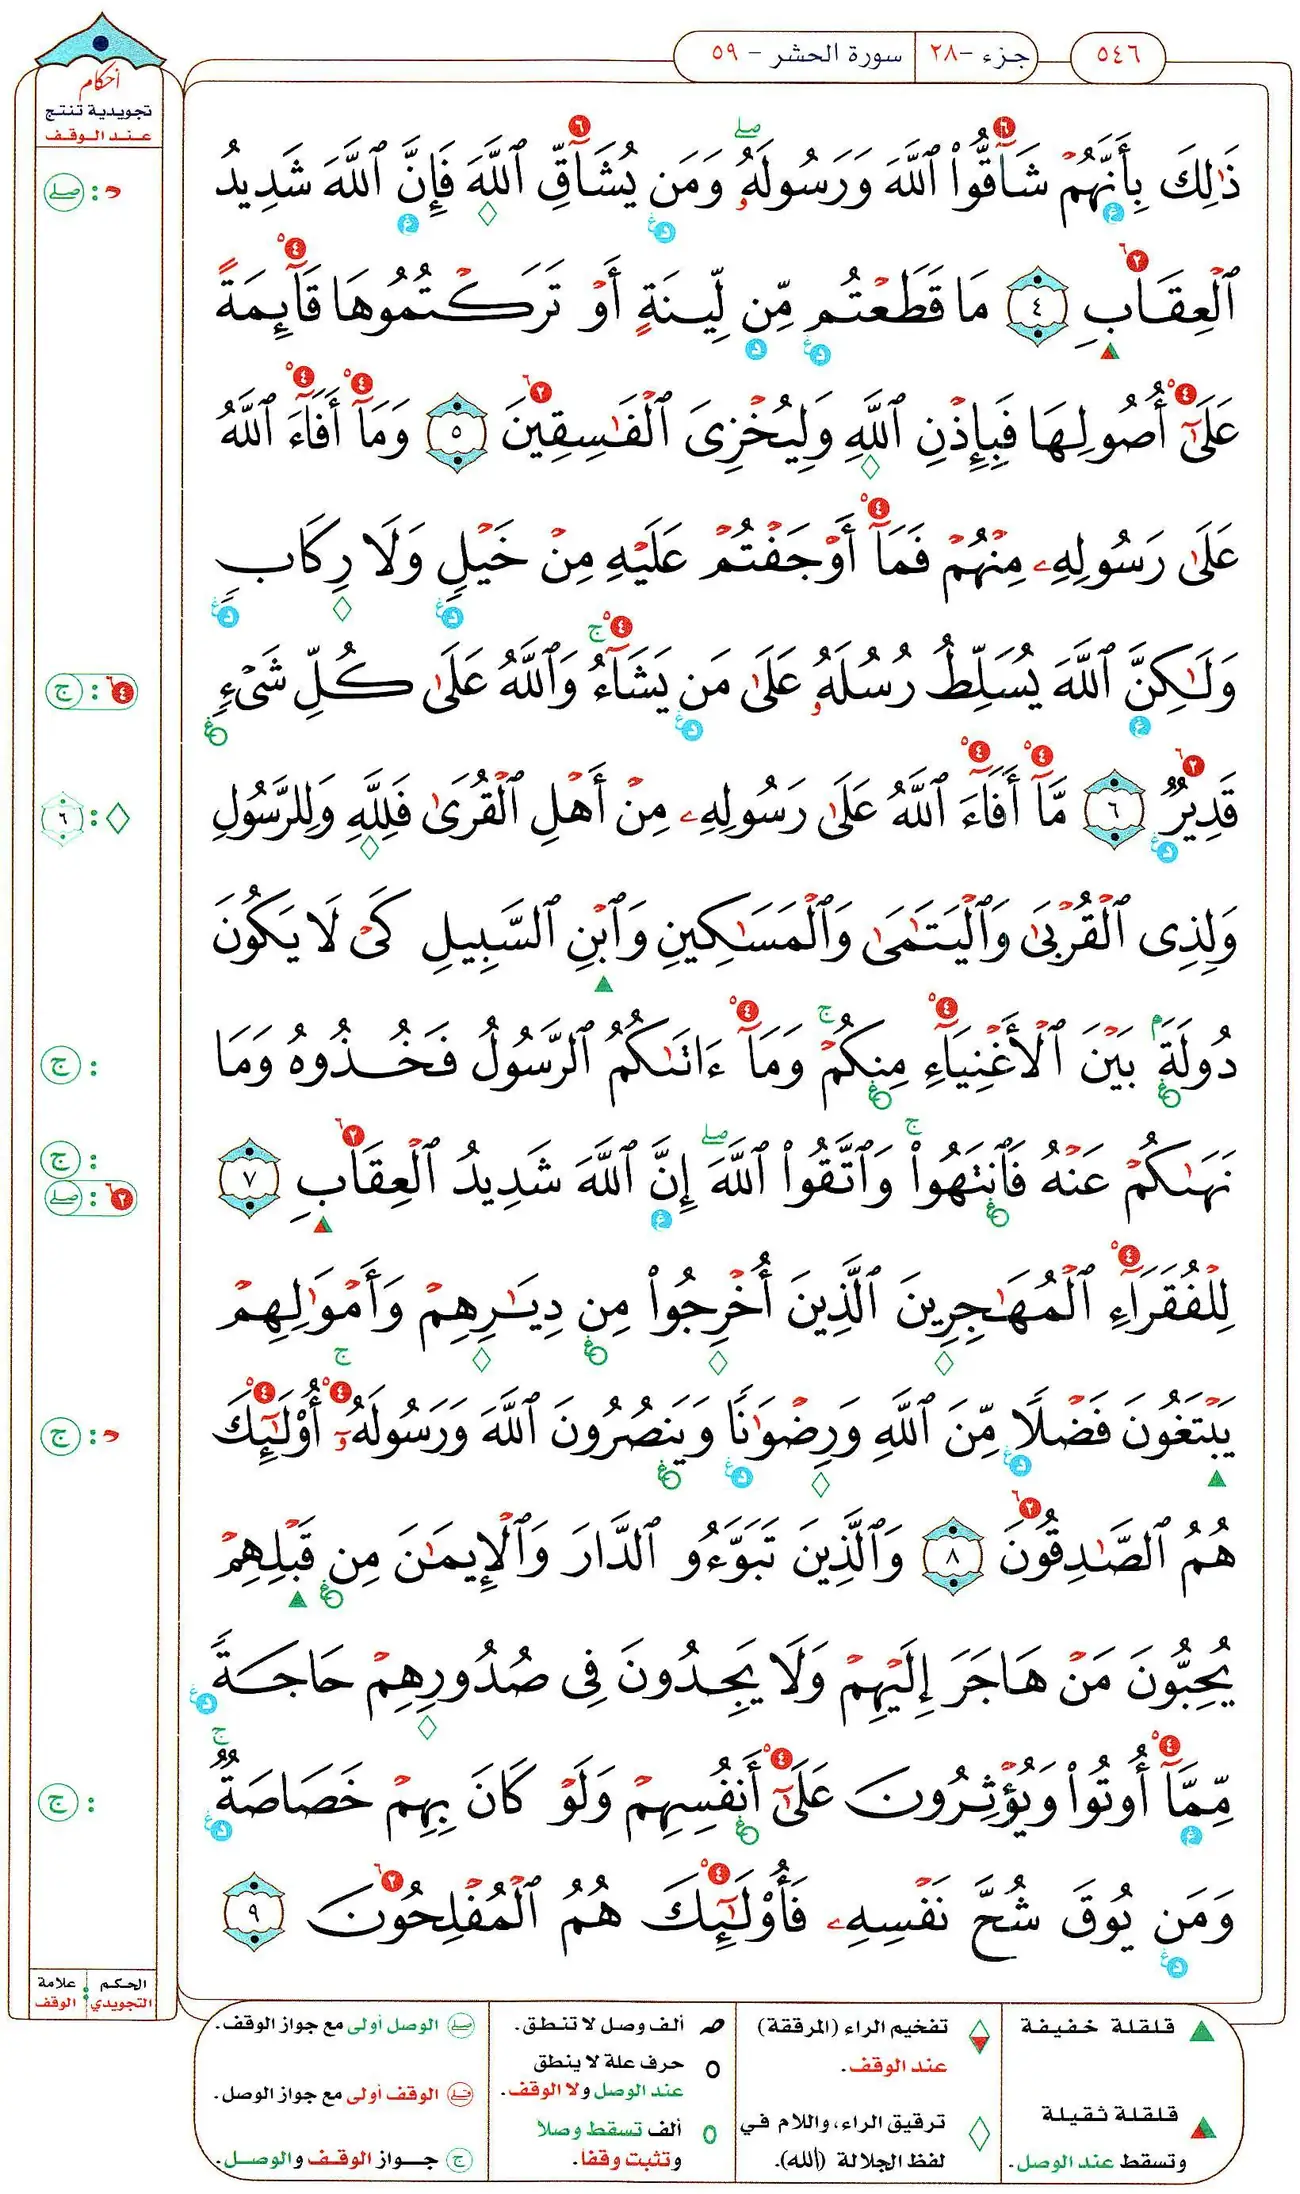 ٥٤٦
جزء - ٢٨
سورة الحشر - ٥٩
أحكام
تجويدية تنتج
عند الوقف
ذَٰلِكَ بِأَنَّهُمْ شَآقُّوا۟ ٱللَّهَ وَرَسُولَهُۥ ۖ وَمَن يُشَآقِّ ٱللَّهَ فَإِنَّ ٱللَّهَ شَدِيدُ
ٱلْعِقَابِ ٤ مَا قَطَعْتُم مِّن لِّينَةٍ أَوْ تَرَكْتُمُوهَا قَآئِمَةً
عَلَىٰٓ أُصُولِهَا فَبِإِذْنِ ٱللَّهِ وَلِيُخْزِىَ ٱلْفَـٰسِقِينَ ٥ وَمَآ أَفَآءَ ٱللَّهُ
عَلَىٰ رَسُولِهِۦ مِنْهُمْ فَمَآ أَوْجَفْتُمْ عَلَيْهِ مِنْ خَيْلٍ وَلَا رِكَابٍ
وَلَـٰكِنَّ ٱللَّهَ يُسَلِّطُ رُسُلَهُۥ عَلَىٰ مَن يَشَآءُ ۚ وَٱللَّهُ عَلَىٰ كُلِّ شَىْءٍ
قَدِيرٌ ٦ مَّآ أَفَآءَ ٱللَّهُ عَلَىٰ رَسُولِهِۦ مِنْ أَهْلِ ٱلْقُرَىٰ فَلِلَّهِ وَلِلرَّسُولِ
وَلِذِى ٱلْقُرْبَىٰ وَٱلْيَتَـٰمَىٰ وَٱلْمَسَـٰكِينِ وَٱبْنِ ٱلسَّبِيلِ كَىْ لَا يَكُونَ
دُولَةًۢ بَيْنَ ٱلْأَغْنِيَآءِ مِنكُمْ ۚ وَمَآ ءَاتَىٰكُمُ ٱلرَّسُولُ فَخُذُوهُ وَمَا
نَهَىٰكُمْ عَنْهُ فَٱنتَهُوا۟ ۚ وَٱتَّقُوا۟ ٱللَّهَ ۖ إِنَّ ٱللَّهَ شَدِيدُ ٱلْعِقَابِ ٧
لِلْفُقَرَآءِ ٱلْمُهَـٰجِرِينَ ٱلَّذِينَ أُخْرِجُوا۟ مِن دِيَـٰرِهِمْ وَأَمْوَٰلِهِمْ
يَبْتَغُونَ فَضْلًا مِّنَ ٱللَّهِ وَرِضْوَٰنًا وَيَنصُرُونَ ٱللَّهَ وَرَسُولَهُۥٓ ۚ أُو۟لَـٰٓئِكَ
هُمُ ٱلصَّـٰدِقُونَ ٨ وَٱلَّذِينَ تَبَوَّءُو ٱلدَّارَ وَٱلْإِيمَـٰنَ مِن قَبْلِهِمْ
يُحِبُّونَ مَنْ هَاجَرَ إِلَيْهِمْ وَلَا يَجِدُونَ فِى صُدُورِهِمْ حَاجَةً
مِّمَّآ أُوتُوا۟ وَيُؤْثِرُونَ عَلَىٰٓ أَنفُسِهِمْ وَلَوْ كَانَ بِهِمْ خَصَاصَةٌ ۚ
وَمَن يُوقَ شُحَّ نَفْسِهِۦ فَأُو۟لَـٰٓئِكَ هُمُ ٱلْمُفْلِحُونَ ٩
الحكم التجويدي
علامة الوقف
قلقلة خفيفة
قلقلة ثقيلة
وتسقط عند الوصل.
تفخيم الراء (المرققة)
عند الوقف.
ترقيق الراء، واللام في
لفظ الجلالة (الله).
ألف وصل لا تنطق.
حرف علة لا ينطق
عند الوصل ولا الوقف.
ألف تسقط وصلا
وتثبت وقفا.
صلى الوصل أولى مع جواز الوقف.
قلى الوقف أولى مع جواز الوصل.
ج جـواز الوقـف والوصـل.